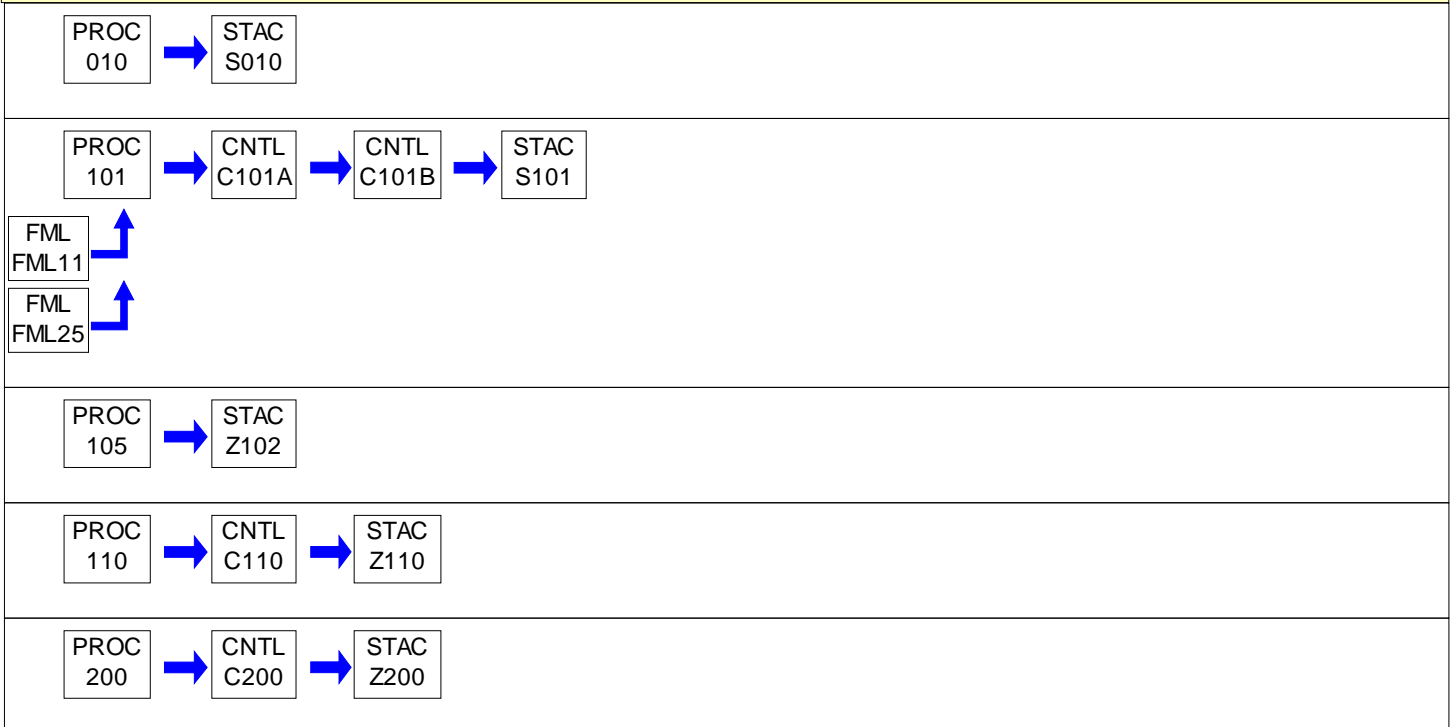 PROC
010
STAC
S010
PROC
101
CNTL
C101A
CNTL
C101B
STAC
S101
FML
FML11
FML
FML25
PROC
105
STAC
Z102
PROC
110
CNTL
C110
STAC
Z110
PROC
200
CNTL
C200
STAC
Z200